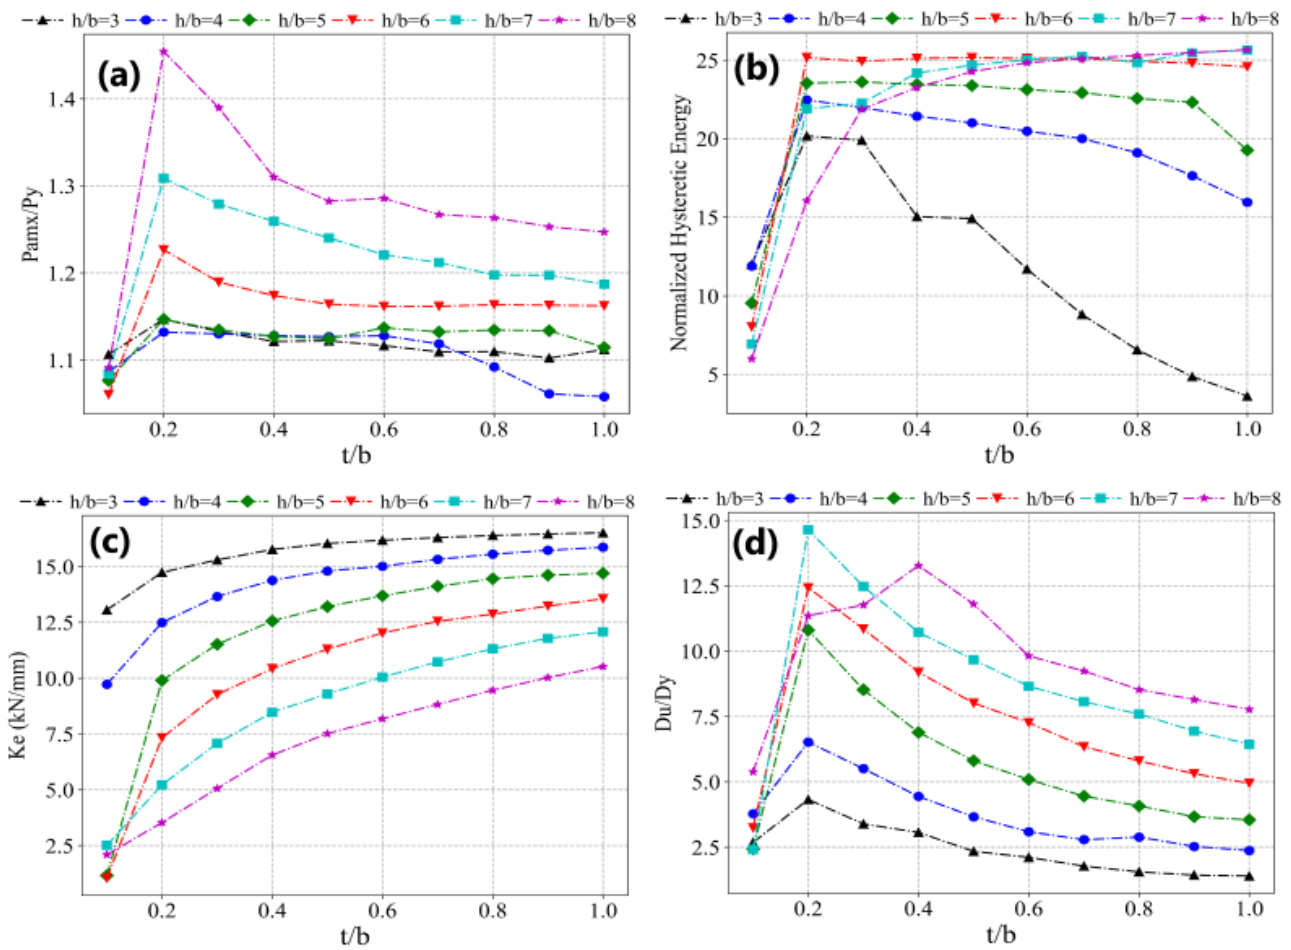 h/b=3 h/b=4 h/b=5 h/b=6 h/b=7 h/b=8
(a)
Pamx/Py
1.4
1.3
1.2
1.1
0.2 0.4 0.6 0.8 1.0
t/b
h/b=3 h/b=4 h/b=5 h/b=6 h/b=7 h/b=8
(b)
Normalized Hysteretic Energy
25
20
15
10
5
0.2 0.4 0.6 0.8 1.0
t/b
h/b=3 h/b=4 h/b=5 h/b=6 h/b=7 h/b=8
(c)
Ke (kN/mm)
15.0
12.5
10.0
7.5
5.0
2.5
0.2 0.4 0.6 0.8 1.0
t/b
h/b=3 h/b=4 h/b=5 h/b=6 h/b=7 h/b=8
(d)
Du/Dy
15.0
12.5
10.0
7.5
5.0
2.5
0.2 0.4 0.6 0.8 1.0
t/b